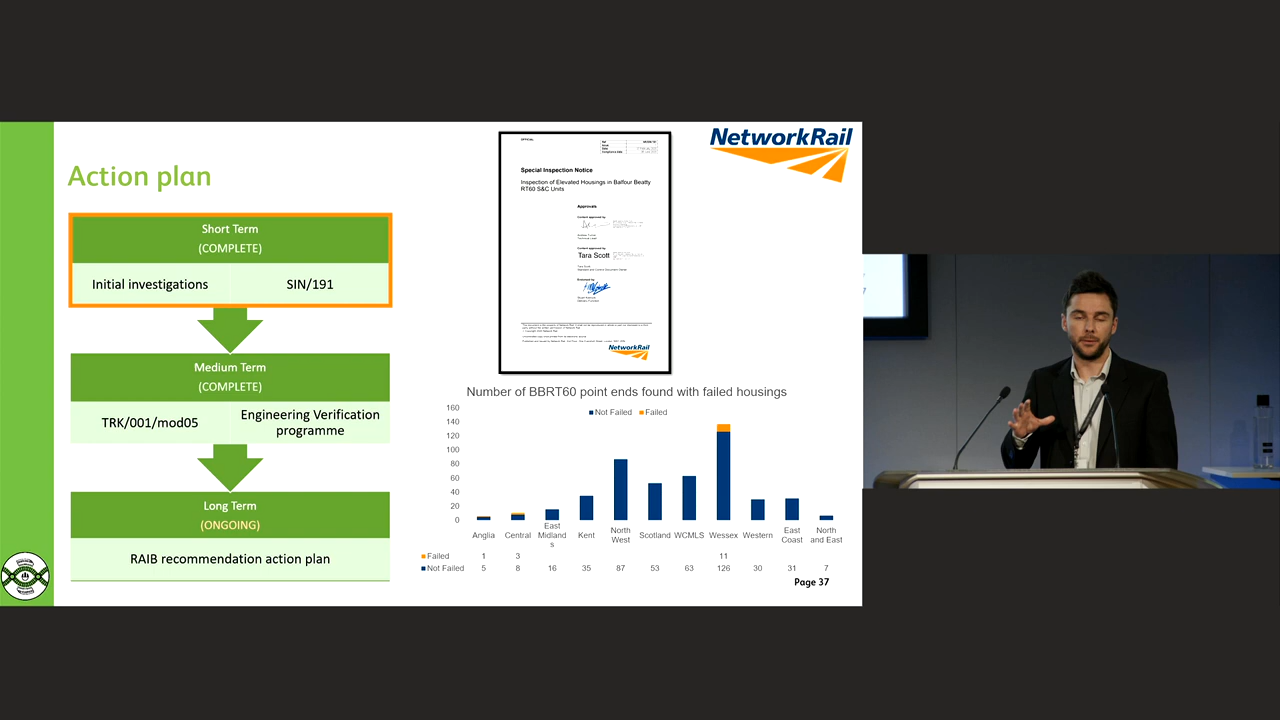 Action plan
Short Term
(COMPLETE)
Initial investigations
SIN/191
Medium Term
(COMPLETE)
TRK/001/mod05
Engineering Verification
programme
Long Term
(ONGOING)
RAIB recommendation action plan
Special Inspection Notice
Inspection of Elevated Housings in Balfour Beatty
RT60 S&C Units
Approvals
Content approved by
Content approved by
Tara Scott
NetworkRail
NetworkRail
Number of BBRT60 point ends found with failed housings
Not Failed Failed
160
140
120
100
80
60
40
20
0
Anglia Central East Midland s Kent North West Scotland WCMLS Wessex Western East Coast North and East
Failed 1 3 11
Not Failed 5 8 16 35 87 53 63 126 30 31 7
Page 37